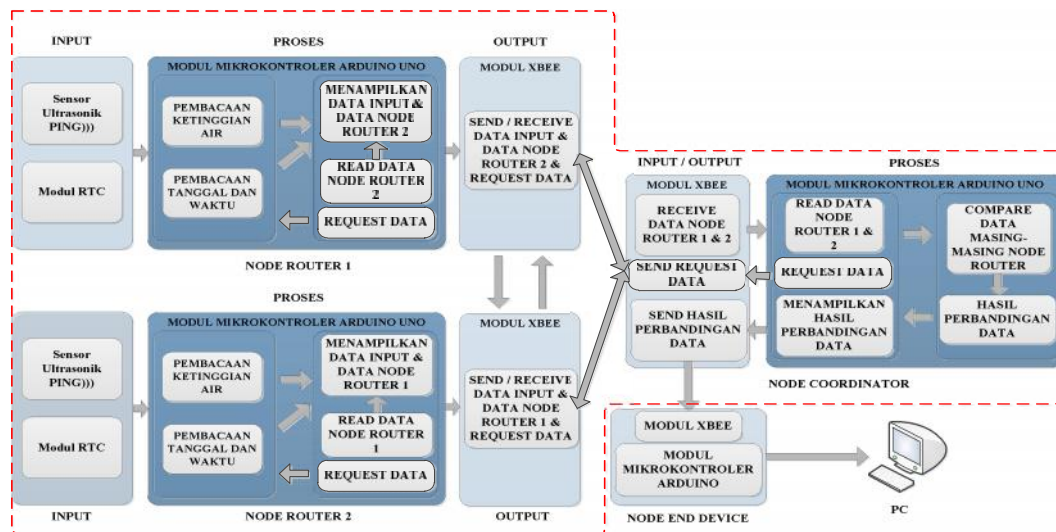 INPUT
PROSES
OUTPUT
MODUL MIKROKONTROLER ARDUINO UNO
MODUL XBEE
Sensor
Ultrasonik
PING)))
Modul RTC
PEMBACAAN
KETINGGIAN
AIR
PEMBACAAN
TANGGAL DAN
WAKTU
MENAMPILKAN
DATA INPUT &
DATA NODE
ROUTER 2
READ DATA
NODE ROUTER
2
REQUEST DATA
SEND / RECEIVE
DATA INPUT &
DATA NODE
ROUTER 2 &
REQUEST DATA
NODE ROUTER 1
PROSES
MODUL MIKROKONTROLER ARDUINO UNO
MODUL XBEE
Sensor
Ultrasonik
PING)))
Modul RTC
PEMBACAAN
KETINGGIAN
AIR
PEMBACAAN
TANGGAL DAN
WAKTU
MENAMPILKAN
DATA INPUT &
DATA NODE
ROUTER 1
READ DATA
NODE ROUTER
1
REQUEST DATA
SEND / RECEIVE
DATA INPUT &
DATA NODE
ROUTER 1 &
REQUEST DATA
INPUT
NODE ROUTER 2
OUTPUT
INPUT / OUTPUT
PROSES
MODUL XBEE
MODUL MIKROKONTROLER ARDUINO UNO
RECEIVE
DATA NODE
ROUTER 1 & 2
SEND REQUEST
DATA
SEND HASIL
PERBANDINGAN
DATA
READ DATA
NODE
ROUTER 1 &
2
REQUEST DATA
MENAMPILKAN
HASIL
PERBANDINGAN
DATA
COMPARE
DATA
MASING-
MASING NODE
ROUTER
HASIL
PERBANDINGAN
DATA
NODE COORDINATOR
MODUL XBEE
MODUL
MIKROKONTROLER
ARDUINO
NODE END DEVICE
PC